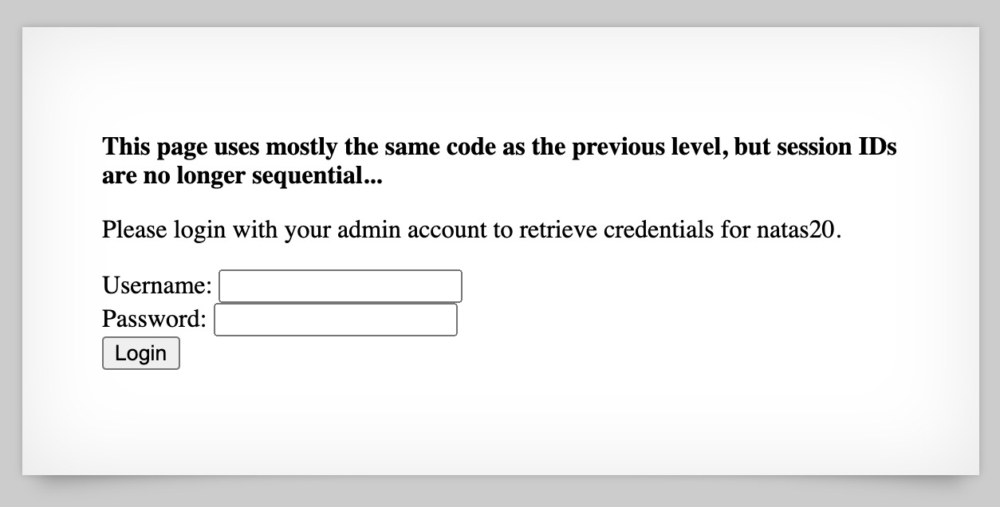 This page uses mostly the same code as the previous level, but session IDs
are no longer sequential...
Please login with your admin account to retrieve credentials for natas20.
Username:
Password:
Login